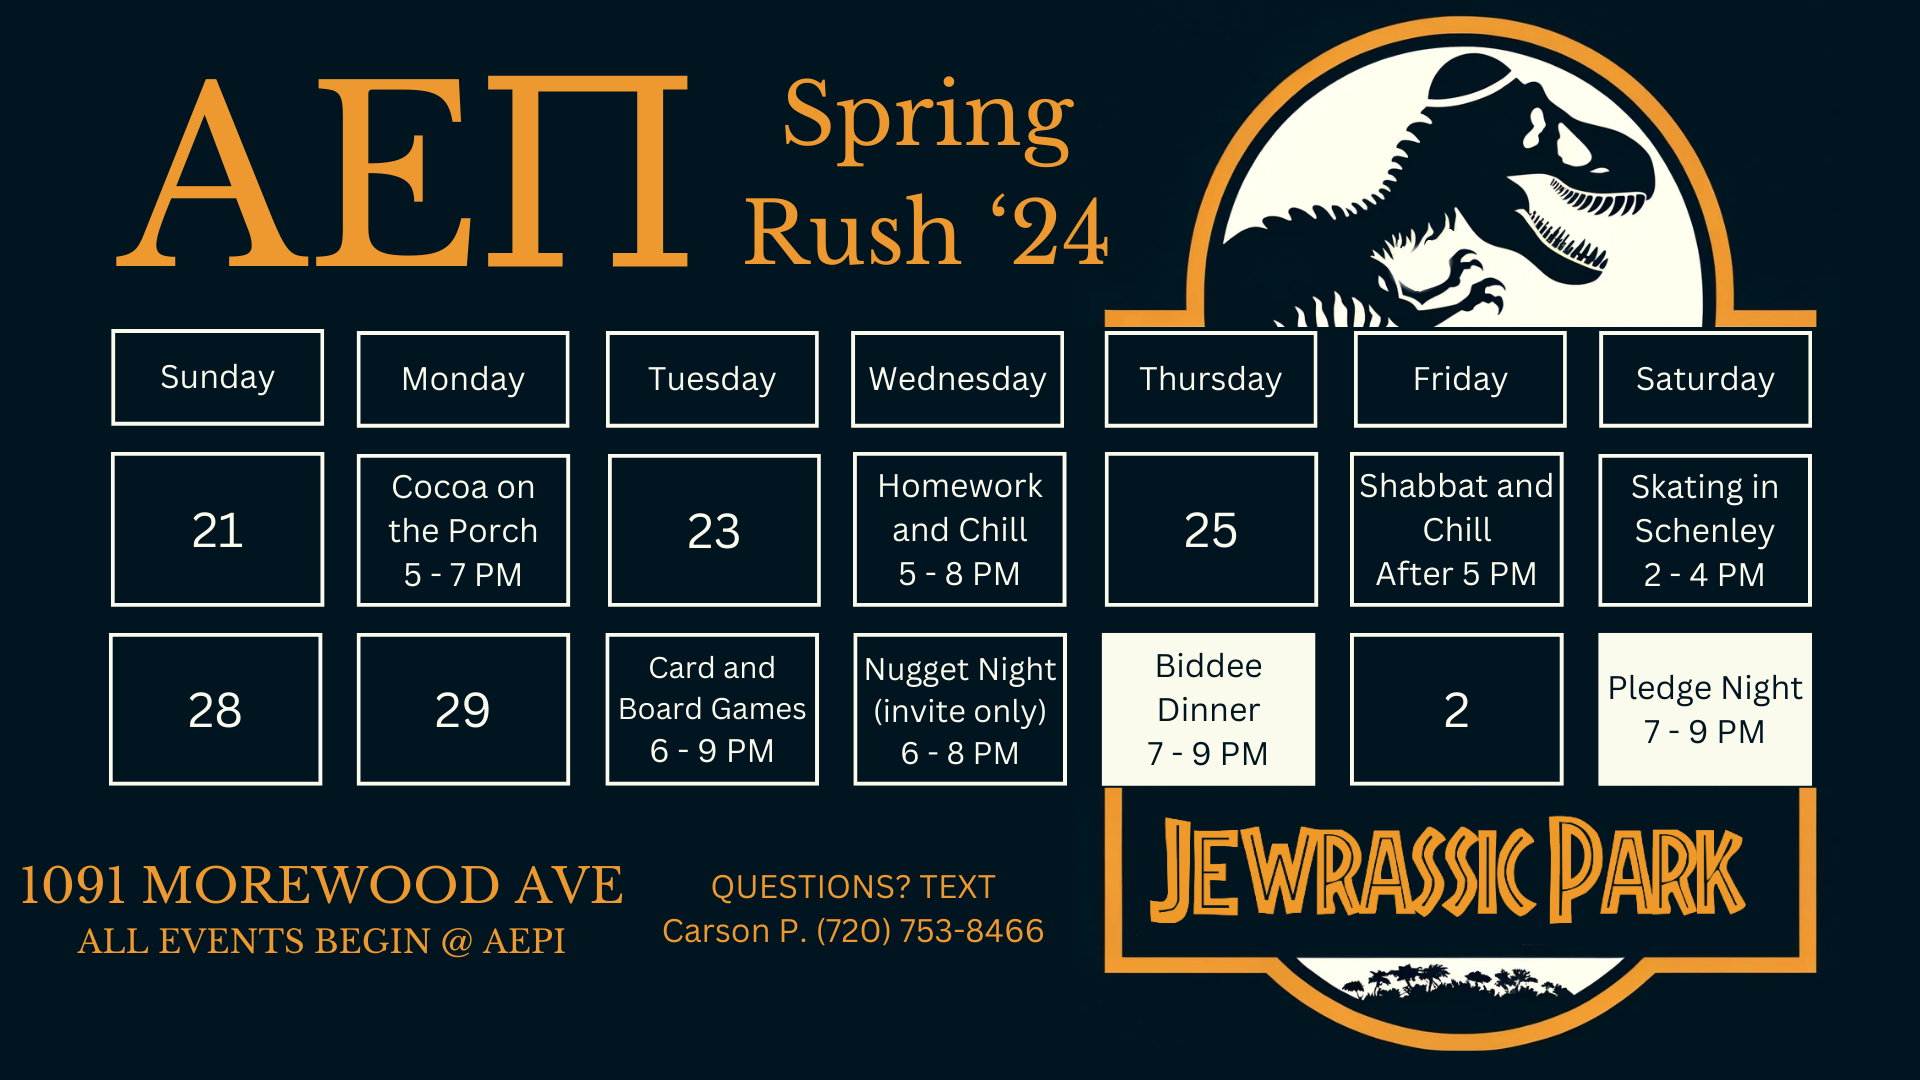 ΑΕΠ
Spring
Rush ‘24
Sunday
Monday
Tuesday
Wednesday
Thursday
Friday
Saturday
21
Cocoa on
the Porch
5 - 7 PM
23
Homework
and Chill
5 - 8 PM
25
Shabbat and
Chill
After 5 PM
Skating in
Schenley
2 - 4 PM
28
29
Card and
Board Games
6 - 9 PM
Nugget Night
(invite only)
6 - 8 PM
Biddee
Dinner
7 - 9 PM
2
Pledge Night
7 - 9 PM
1091 MOREWOOD AVE
ALL EVENTS BEGIN @ AEPI
QUESTIONS? TEXT
Carson P. (720) 753-8466
JEWRASSIC PARK